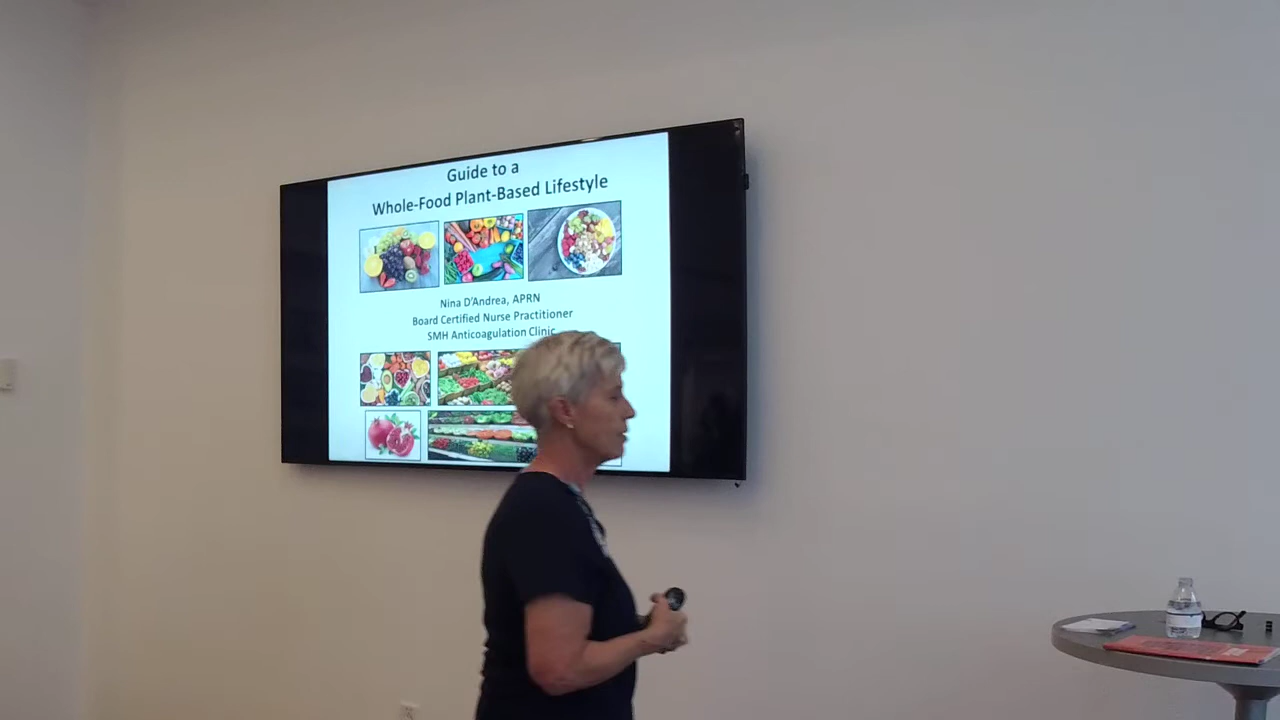 Guide to a
Whole-Food Plant-Based Lifestyle
Nina D'Andrea, APRN
Board Certified Nurse Practitioner
SMH Anticoagulation Clinic